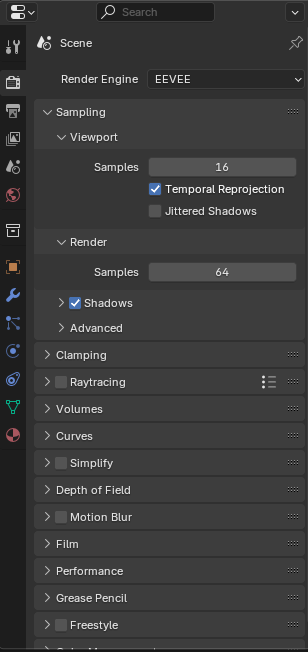 Search
Scene
Render Engine EEVEE
Sampling
Viewport
Samples 16
Temporal Reprojection
Jittered Shadows
Render
Samples 64
Shadows
Advanced
Clamping
Raytracing
Volumes
Curves
Simplify
Depth of Field
Motion Blur
Film
Performance
Grease Pencil
Freestyle